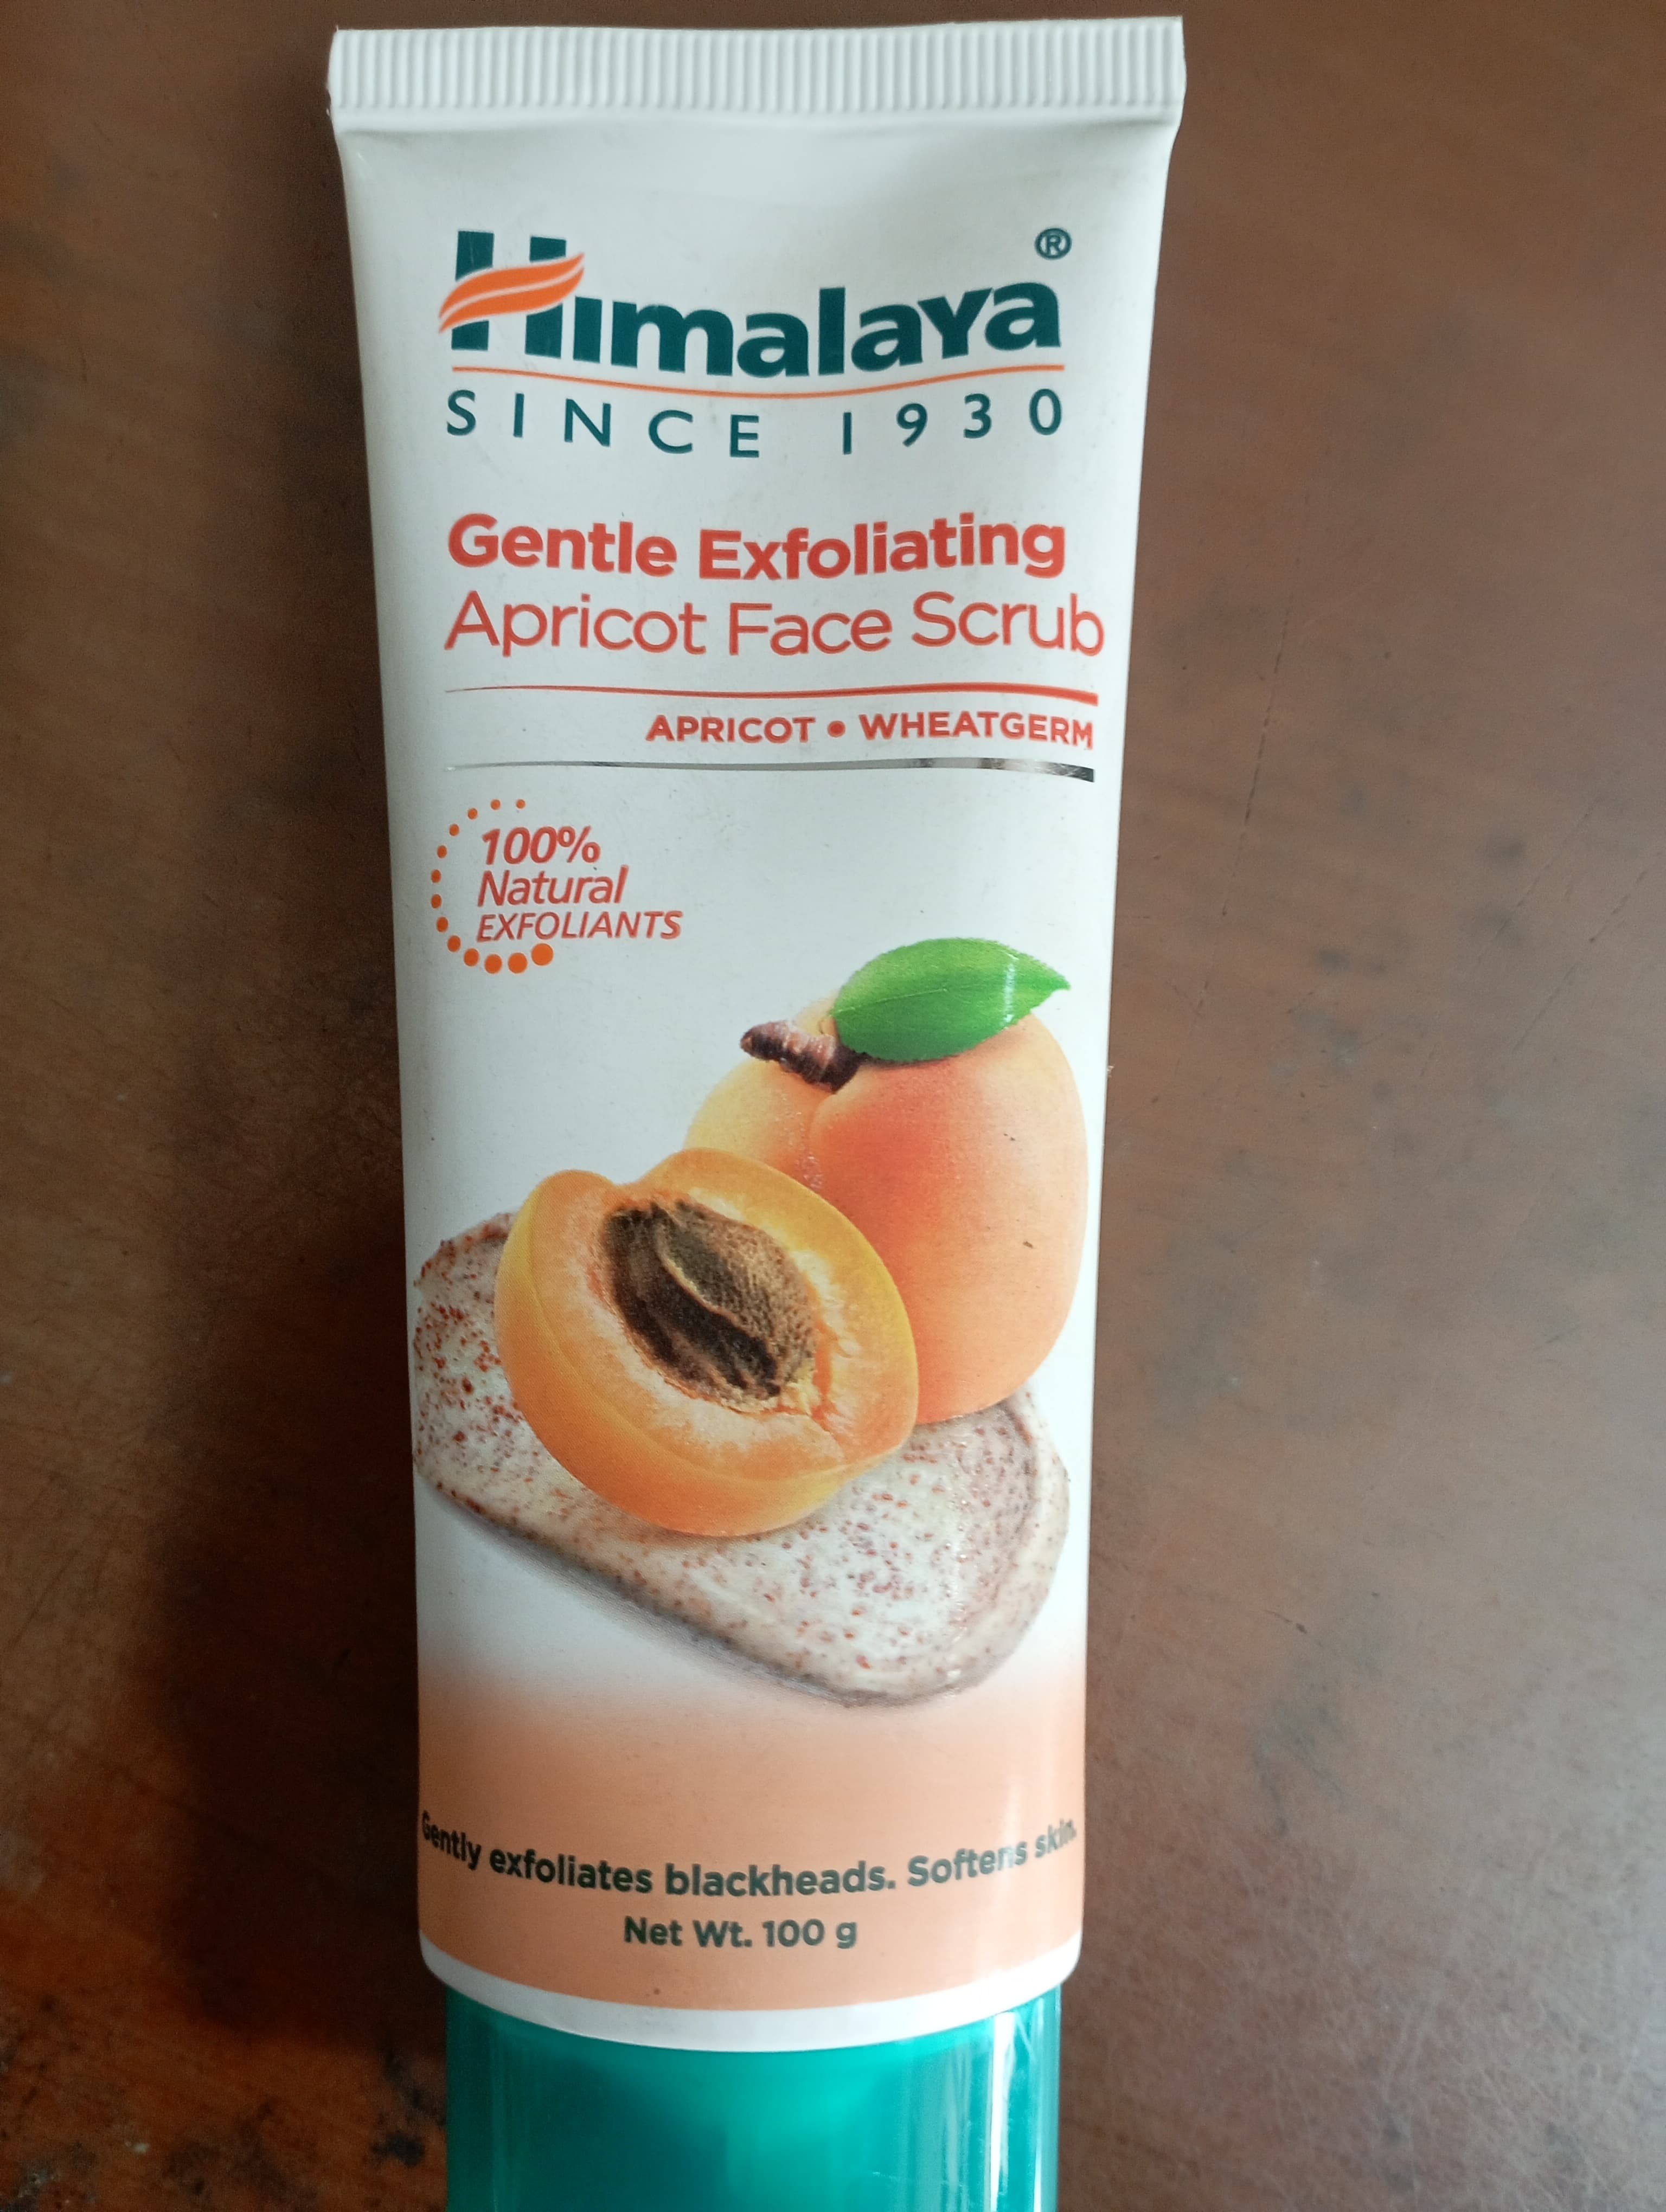 Himalaya®
SINCE 1930
Gentle Exfoliating
Apricot Face Scrub
APRICOT • WHEATGERM
100%
Natural
EXFOLIANTS
Gently exfoliates blackheads. Softens skin.
Net Wt. 100 g